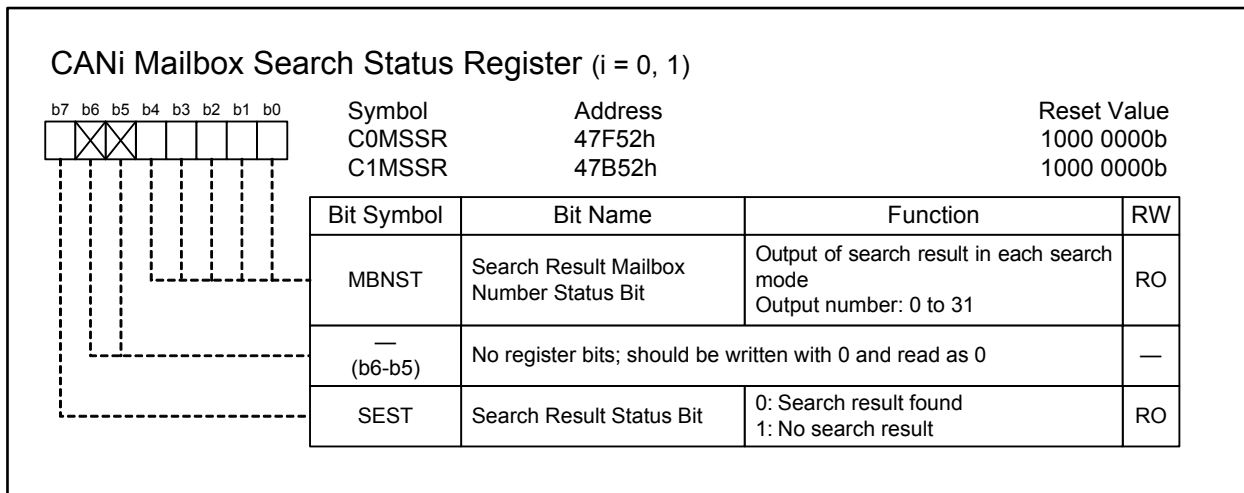 CANi Mailbox Search Status Register (i = 0, 1)
b7 b6 b5 b4 b3 b2 b1 b0
Symbol Address Reset Value
C0MSSR 47F52h 1000 0000b
C1MSSR 47B52h 1000 0000b
Bit Symbol Bit Name Function RW
MBNST
Search Result Mailbox
Number Status Bit
Output of search result in each search
mode
Output number: 0 to 31
RO
—
(b6-b5)
No register bits; should be written with 0 and read as 0
—
SEST
Search Result Status Bit
0: Search result found
1: No search result
RO